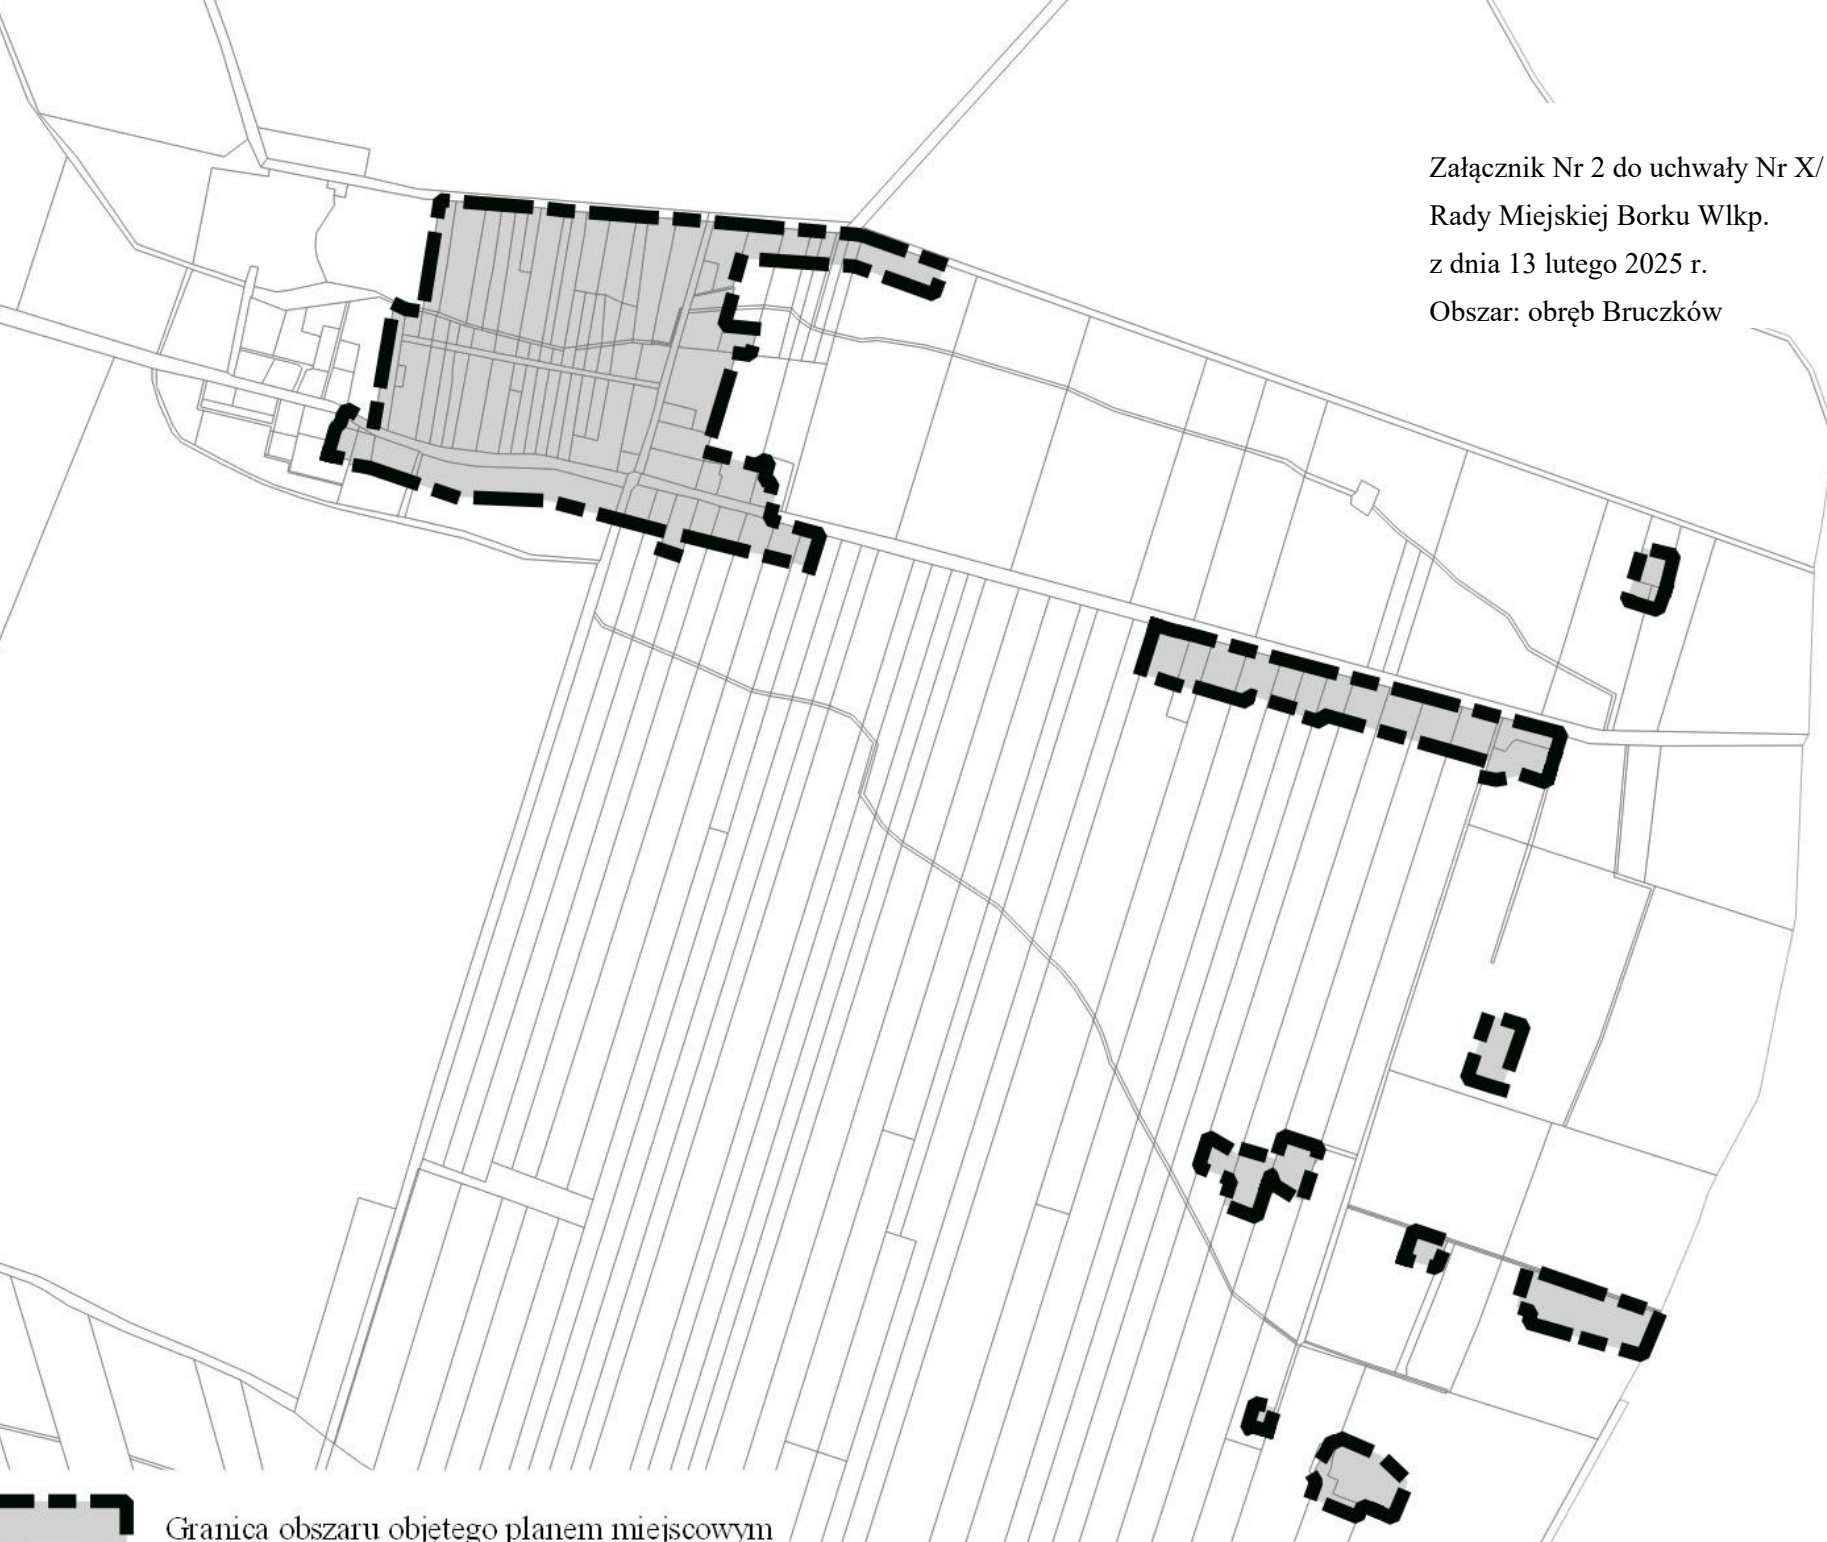 Załącznik Nr 2 do uchwały Nr X/
Rady Miejskiej Borku Wlkp.
z dnia 13 lutego 2025 r.
Obszar: obręb Bruczków
Granica obszaru objętego planem miejscowym